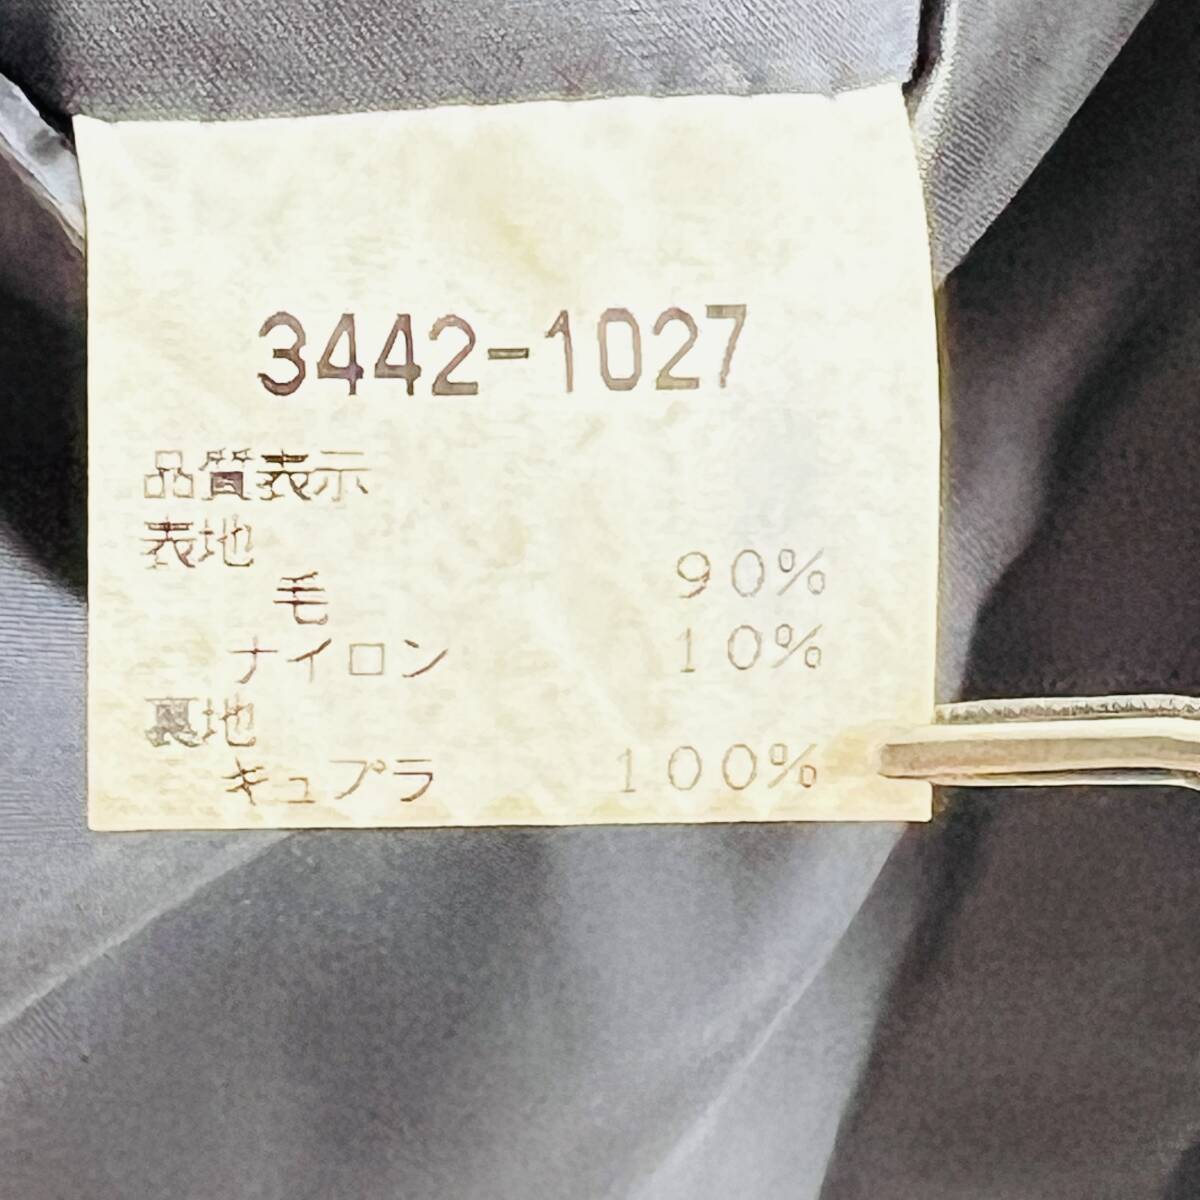 3442-1027
品質表示
表地
毛 90%
ナイロン 10%
裏地
キュプラ 100%